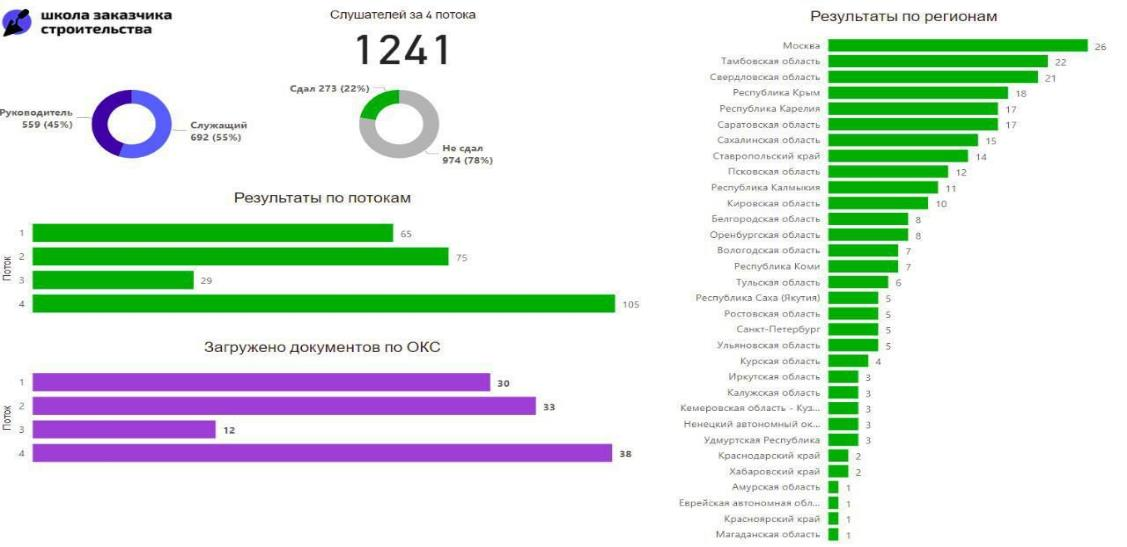 школа заказчика
строительства
Слушателей за 4 потока
1241
Руководитель
559 (45%)
Служащий
692 (55%)
Сдал 273 (22%)
Не сдал
974 (78%)
Результаты по потокам
Поток
1 65
2 75
3 29
4 105
Загружено документов по ОКС
Поток
1 30
2 33
3 12
4 38
Результаты по регионам
Москва 26
Тамбовская область 22
Свердловская область 21
Республика Крым 18
Республика Карелия 17
Саратовская область 17
Сахалинская область 15
Ставропольский край 14
Псковская область 12
Республика Калмыкия 11
Кировская область 10
Белгородская область 8
Оренбургская область 8
Вологодская область 7
Республика Коми 7
Тульская область 6
Республика Саха (Якутия) 5
Ростовская область 5
Санкт-Петербург 5
Ульяновская область 5
Курская область 4
Иркутская область 3
Калужская область 3
Кемеровская область - Куз... 3
Ненецкий автономный ок... 3
Удмуртская Республика 3
Краснодарский край 2
Хабаровский край 2
Амурская область 1
Еврейская автономная обл... 1
Красноярский край 1
Магаданская область 1